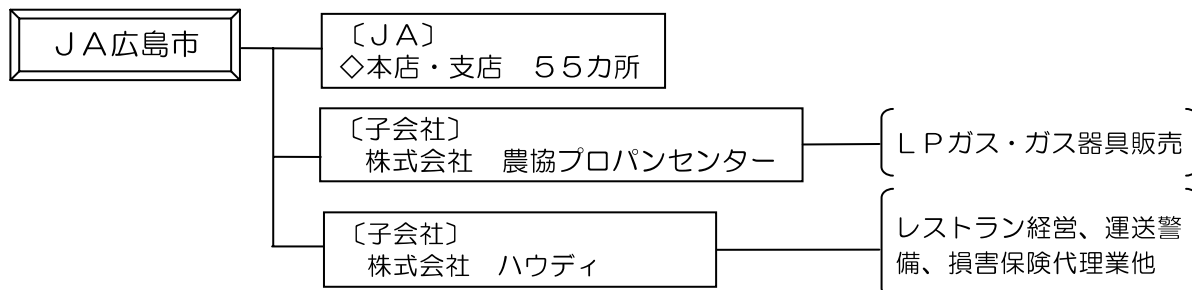 ＪＡ広島市
〔ＪＡ〕
◇本店・支店　５５カ所
〔子会社〕
株式会社　農協プロパンセンター
ＬＰガス・ガス器具販売
〔子会社〕
株式会社　ハウディ
レストラン経営、運送警
備、損害保険代理業他